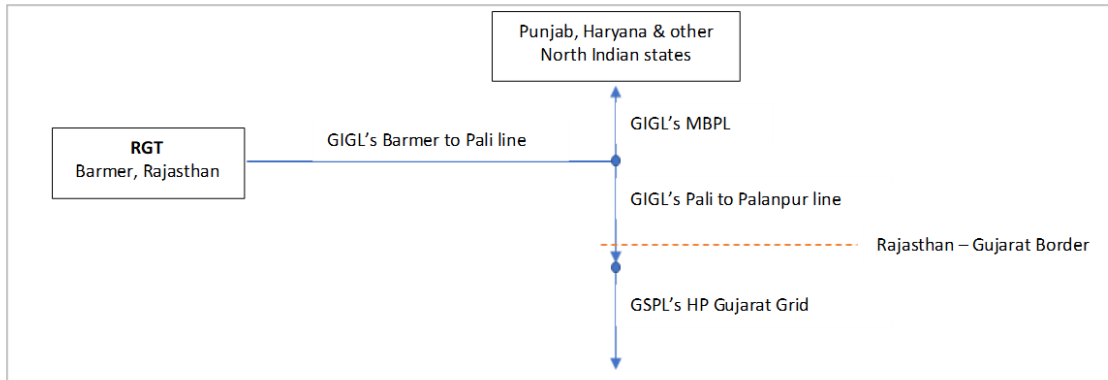 Punjab, Haryana & other
North Indian states
GIGL’s MBPL
RGT
Barmer, Rajasthan
GIGL’s Barmer to Pali line
GIGL’s Pali to Palanpur line
Rajasthan – Gujarat Border
GSPL’s HP Gujarat Grid